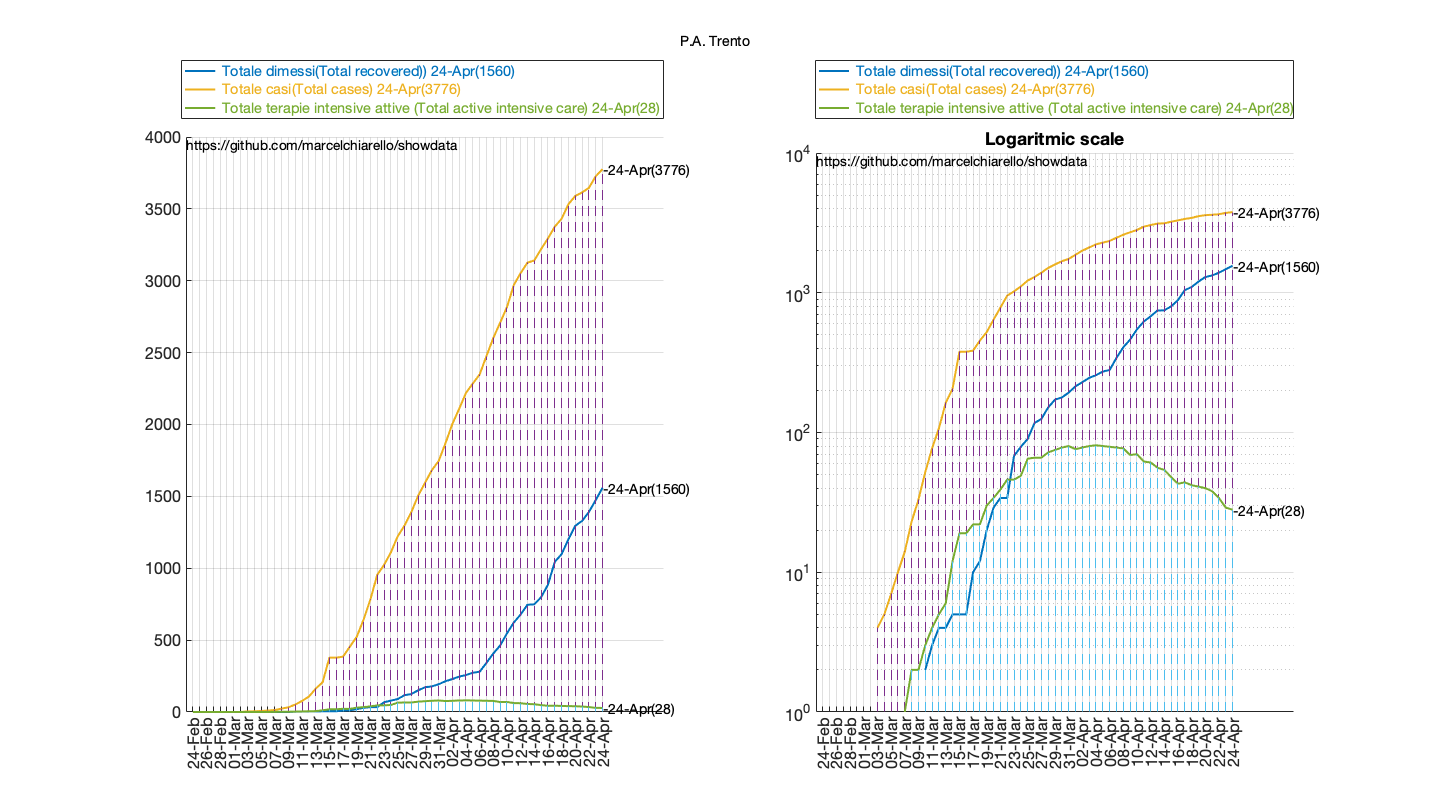 P.A. Trento
Totale dimessi(Total recovered)) 24-Apr(1560)
Totale casi(Total cases) 24-Apr(3776)
Totale terapie intensive attive (Total active intensive care) 24-Apr(28)
4000
3500
3000
2500
2000
1500
1000
500
0
https://github.com/marcelchiarello/showdata
-24-Apr(3776)
-24-Apr(1560)
-24-Apr(28)
24-Feb
26-Feb
28-Feb
01-Mar
03-Mar
05-Mar
07-Mar
09-Mar
11-Mar
13-Mar
15-Mar
17-Mar
19-Mar
21-Mar
23-Mar
25-Mar
27-Mar
29-Mar
31-Mar
02-Apr
04-Apr
06-Apr
08-Apr
10-Apr
12-Apr
14-Apr
16-Apr
18-Apr
20-Apr
22-Apr
24-Apr
Totale dimessi(Total recovered)) 24-Apr(1560)
Totale casi(Total cases) 24-Apr(3776)
Totale terapie intensive attive (Total active intensive care) 24-Apr(28)
Logaritmic scale
10^4
10^3
10^2
10^1
10^0
https://github.com/marcelchiarello/showdata
-24-Apr(3776)
-24-Apr(1560)
-24-Apr(28)
24-Feb
26-Feb
28-Feb
01-Mar
03-Mar
05-Mar
07-Mar
09-Mar
11-Mar
13-Mar
15-Mar
17-Mar
19-Mar
21-Mar
23-Mar
25-Mar
27-Mar
29-Mar
31-Mar
02-Apr
04-Apr
06-Apr
08-Apr
10-Apr
12-Apr
14-Apr
16-Apr
18-Apr
20-Apr
22-Apr
24-Apr